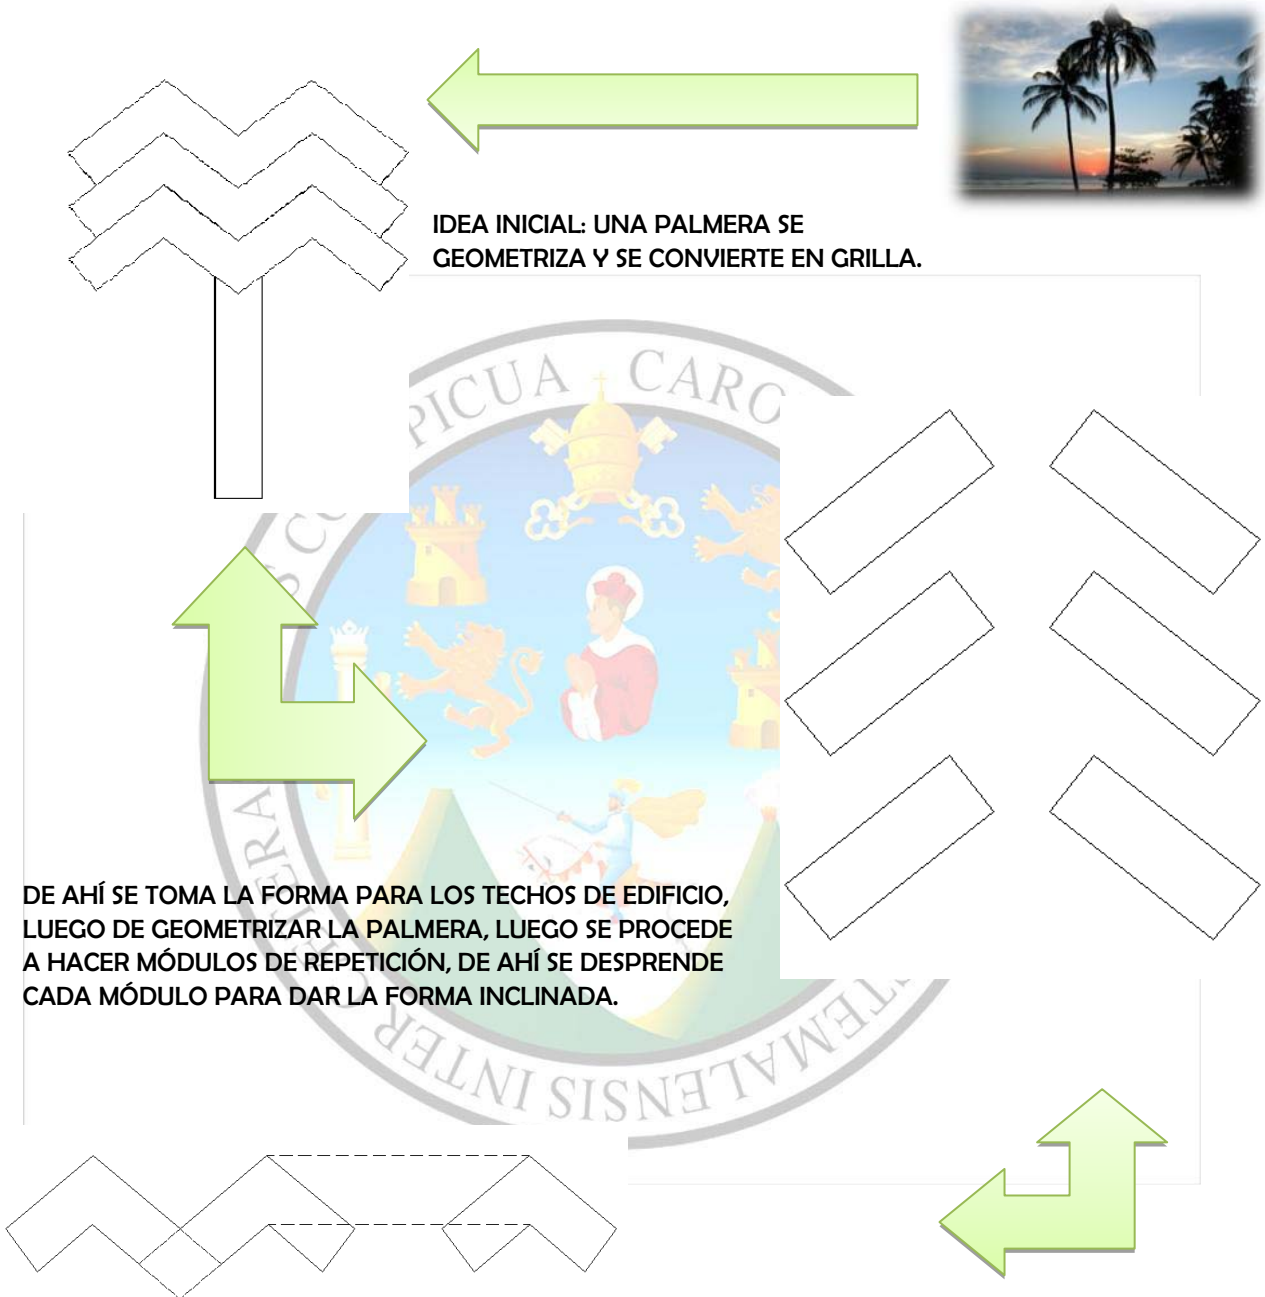 IDEA INICIAL: UNA PALMERA SE
GEOMETRIZA Y SE CONVIERTE EN GRILLA.
PICUA CARO
DE AHÍ SE TOMA LA FORMA PARA LOS TECHOS DE EDIFICIO,
LUEGO DE GEOMETRIZAR LA PALMERA, LUEGO SE PROCEDE
A HACER MÓDULOS DE REPETICIÓN, DE AHÍ SE DESPRENDE
CADA MÓDULO PARA DAR LA FORMA INCLINADA.
TEMALENSIS INTER